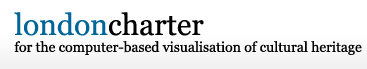 londoncharter
for the computer-based visualisation of cultural heritage